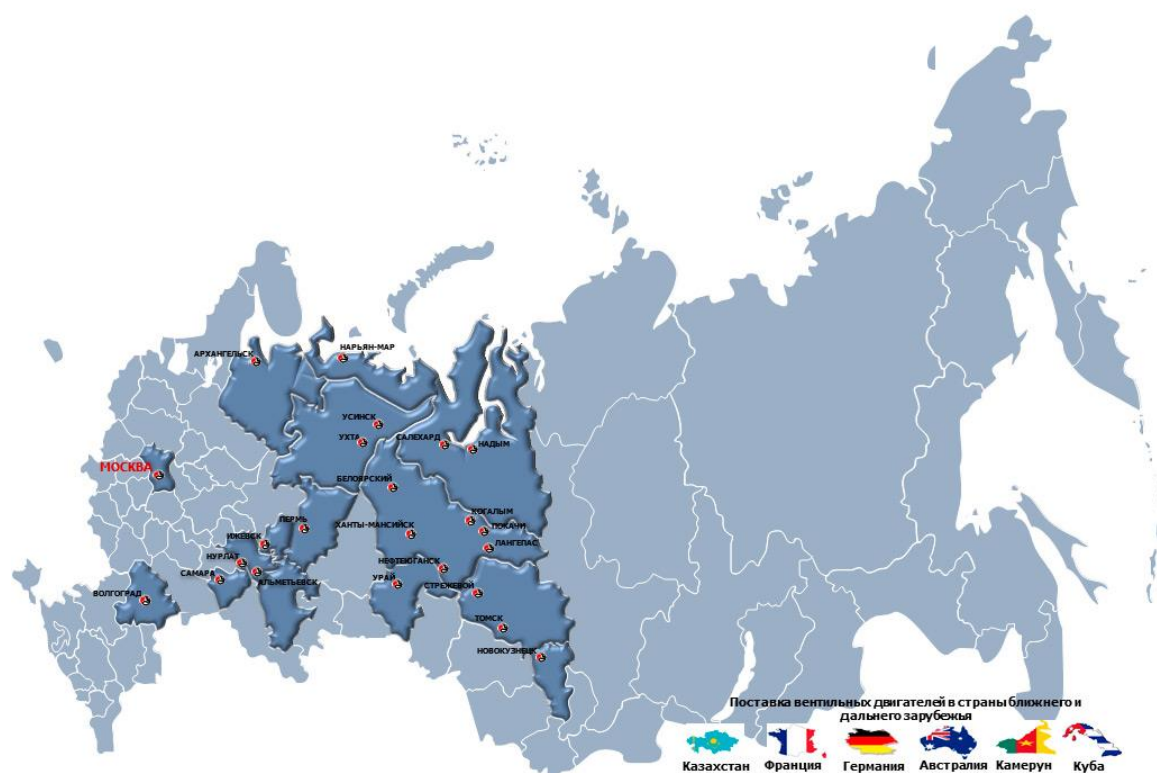 НАРЬЯН-МАР
АРХАНГЕЛЬСК
УСИНСК
УХТА
САЛЕХАРД
НАДЫМ
МОСКВА
БЕЛОЯРСКИЙ
КОГАЛЫМ
ПЕРМЬ
ХАНТЫ-МАНСИЙСК
ПОКАЧИ
ИЖЕВСК
ЛАНГЕПАС
НУРЛАТ
НЕФТЕЮГАНСК
САМАРА
АЛЬМЕТЬЕВСК
УРАЙ
СТРЕЖЕВОЙ
ВОЛГОГРАД
ТОМСК
НОВОКУЗНЕЦК
Поставка вентильных двигателей в страны ближнего и
дальнего зарубежья
Казахстан Франция Германия Австралия Камерун Куба